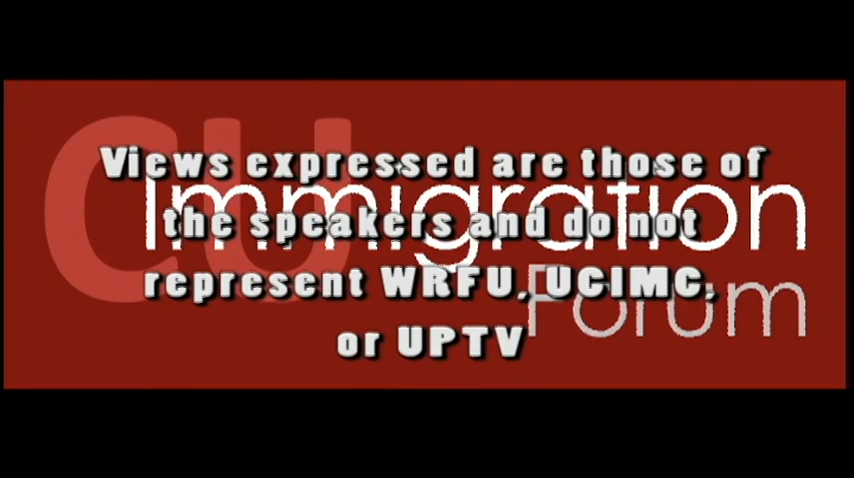 CU
Immigration
Forum
Views expressed are those of
the speakers and do not
represent WRFU, UCIMC,
or UPTV